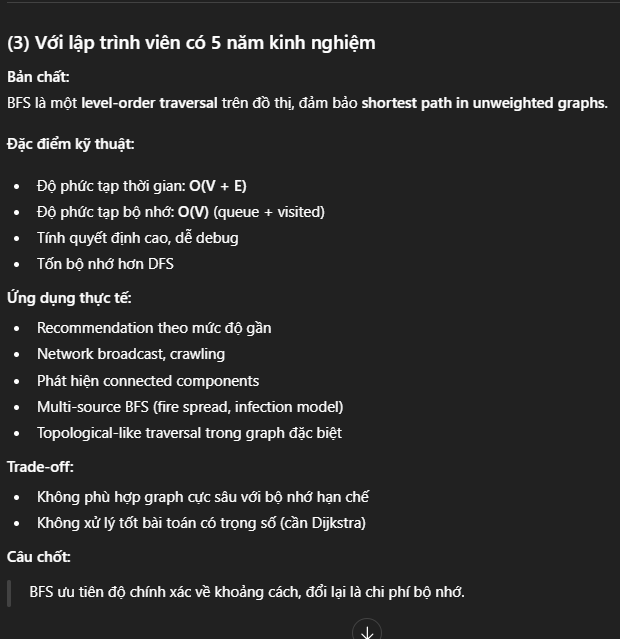 (3) Với lập trình viên có 5 năm kinh nghiệm
Bản chất:
BFS là một level-order traversal trên đồ thị, đảm bảo shortest path in unweighted graphs.
Đặc điểm kỹ thuật:
• Độ phức tạp thời gian: O(V + E)
• Độ phức tạp bộ nhớ: O(V) (queue + visited)
• Tính quyết định cao, dễ debug
• Tốn bộ nhớ hơn DFS
Ứng dụng thực tế:
• Recommendation theo mức độ gần
• Network broadcast, crawling
• Phát hiện connected components
• Multi-source BFS (fire spread, infection model)
• Topological-like traversal trong graph đặc biệt
Trade-off:
• Không phù hợp graph cực sâu với bộ nhớ hạn chế
• Không xử lý tốt bài toán có trọng số (cần Dijkstra)
Câu chốt:
BFS ưu tiên độ chính xác về khoảng cách, đổi lại là chi phí bộ nhớ.